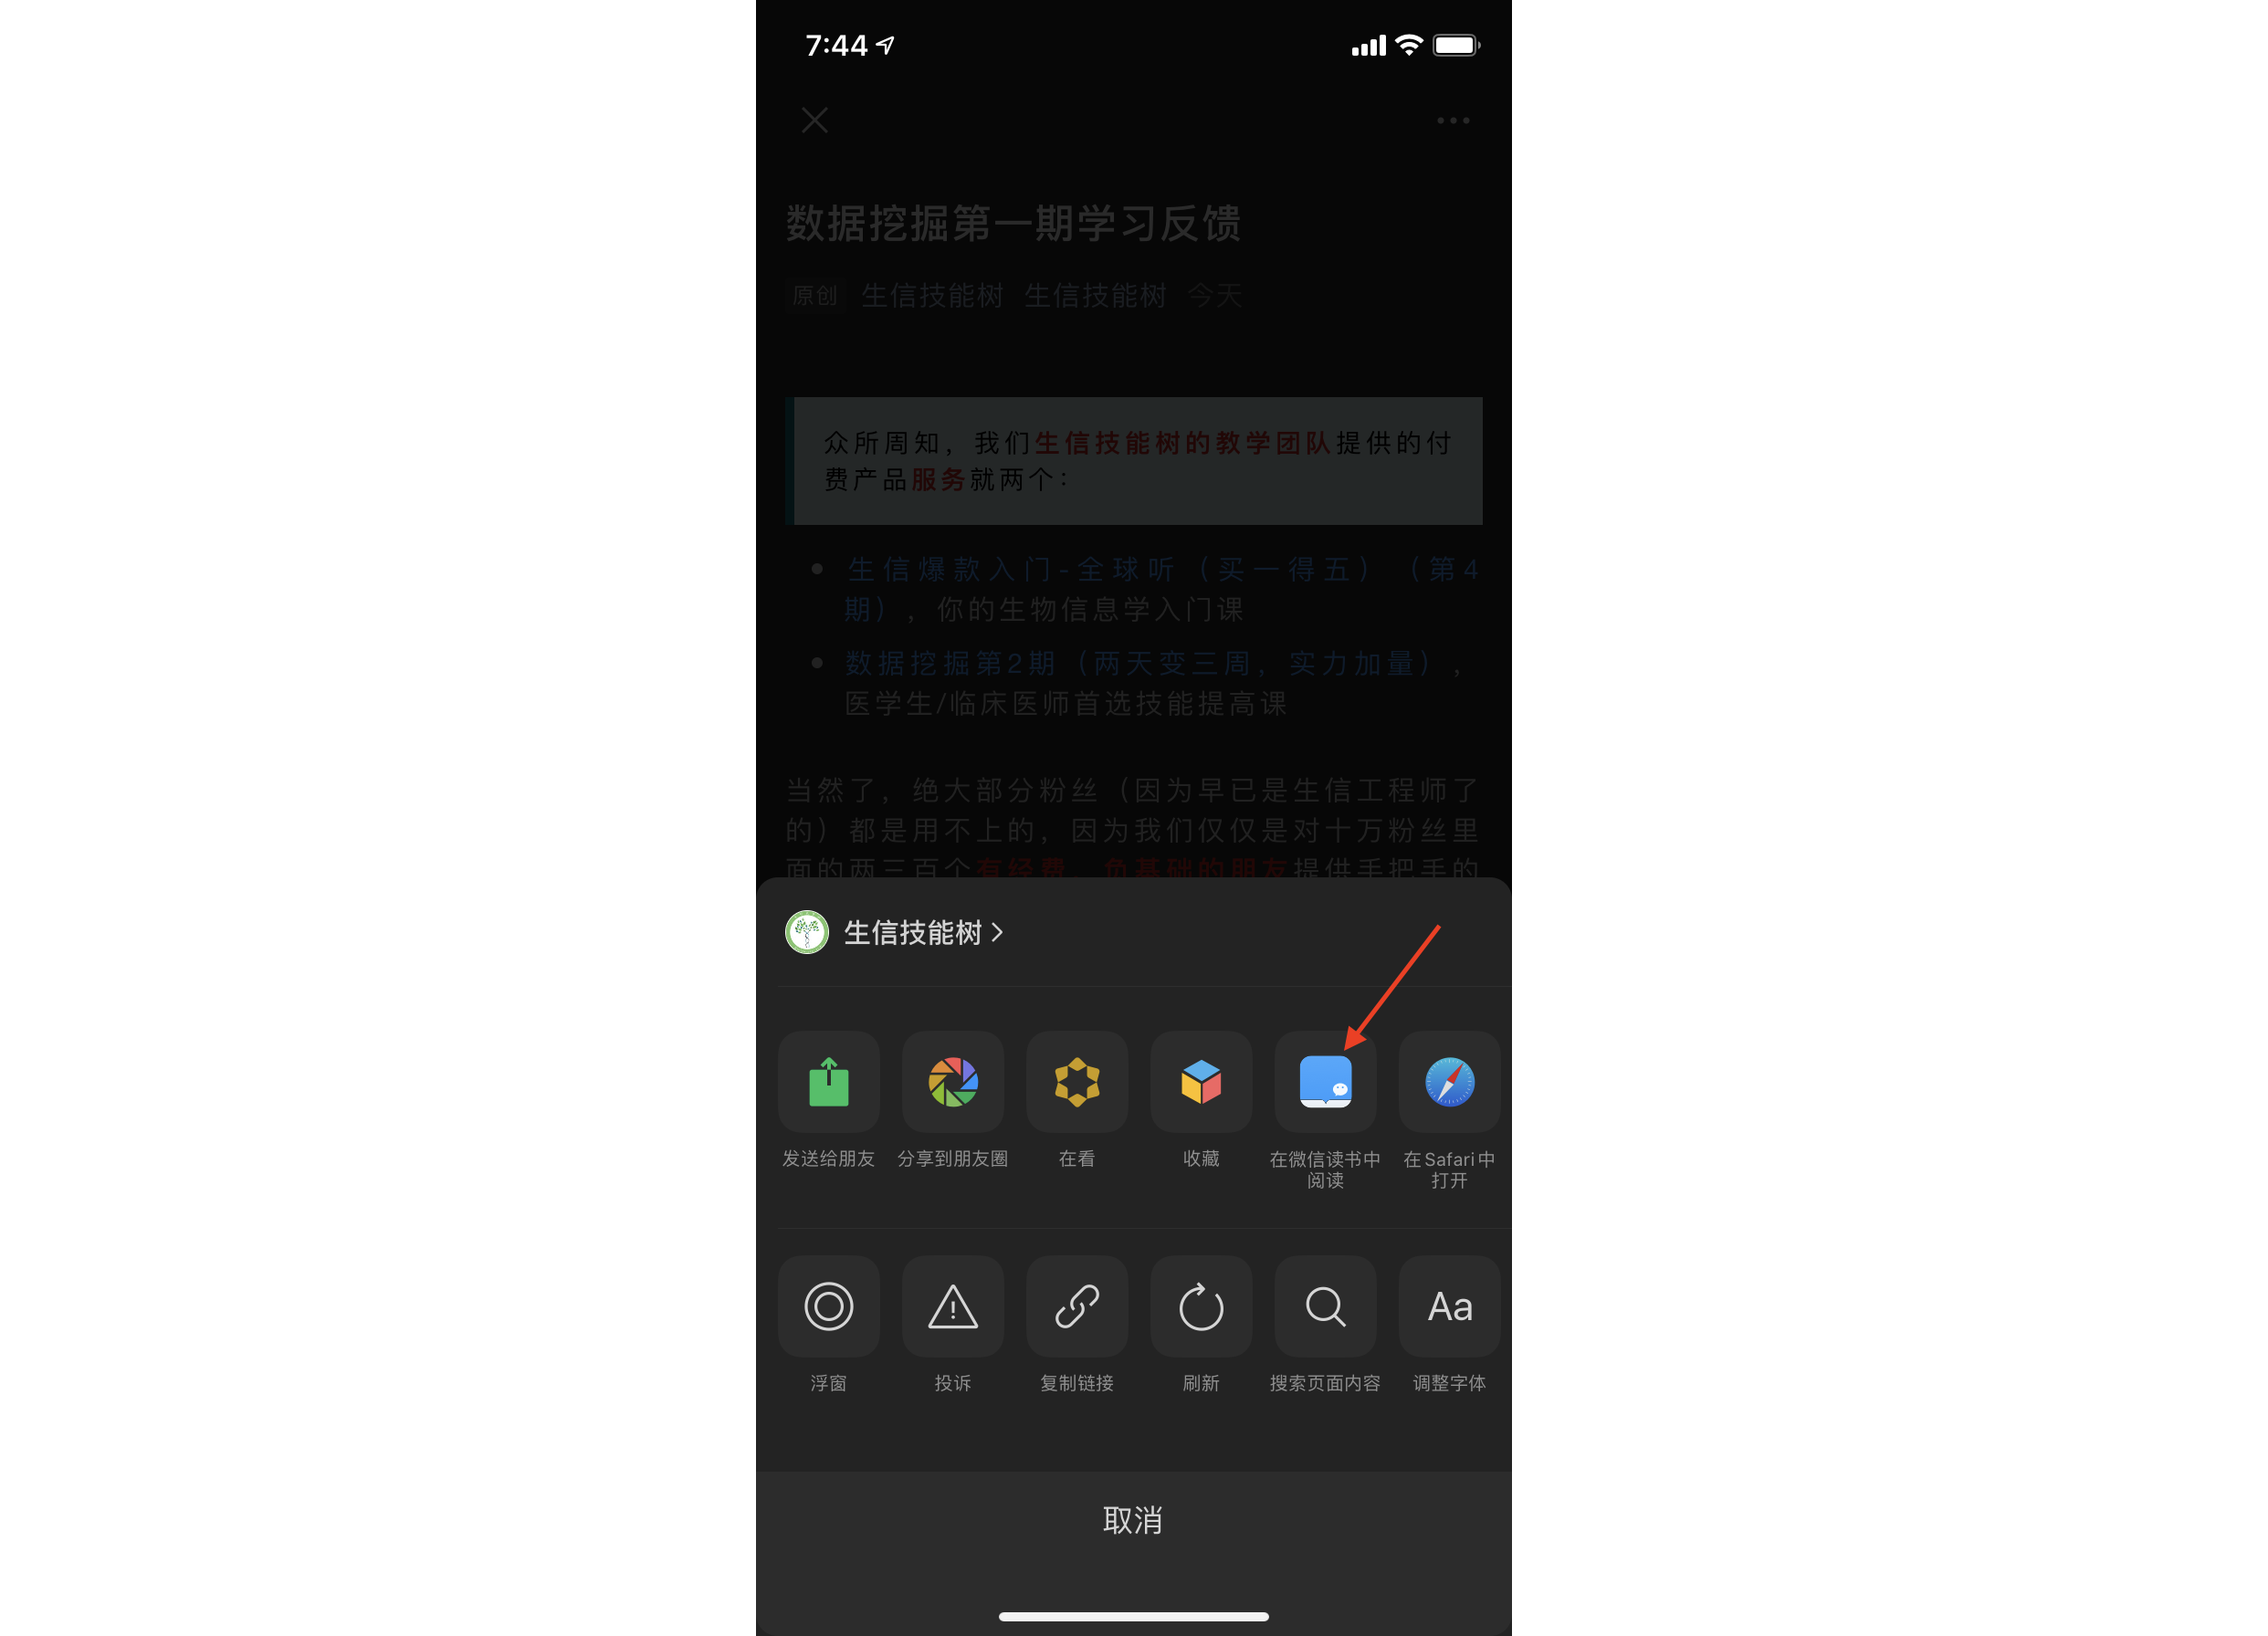 7:44
数据挖掘第一期学习反馈
原创 生信技能树 生信技能树 今天
众所周知，我们生信技能树的教学团队提供的付
费产品服务就两个：
生信爆款入门-全球听（买一得五）（第4
期），你的生物信息学入门课
数据挖掘第2期（两天变三周，实力加量），
医学生/临床医师首选技能提高课
当然了，绝大部分粉丝（因为早已是生信工程师了
的）都是用不上的，因为我们仅仅是对十万粉丝里
面的两三百个有经费，负基础的朋友提供手把手的
生信技能树
发送给朋友 分享到朋友圈 在看 收藏 在微信读书中 在 Safari 中
阅读 打开
浮窗 投诉 复制链接 刷新 搜索页面内容 调整字体
Aa
取消